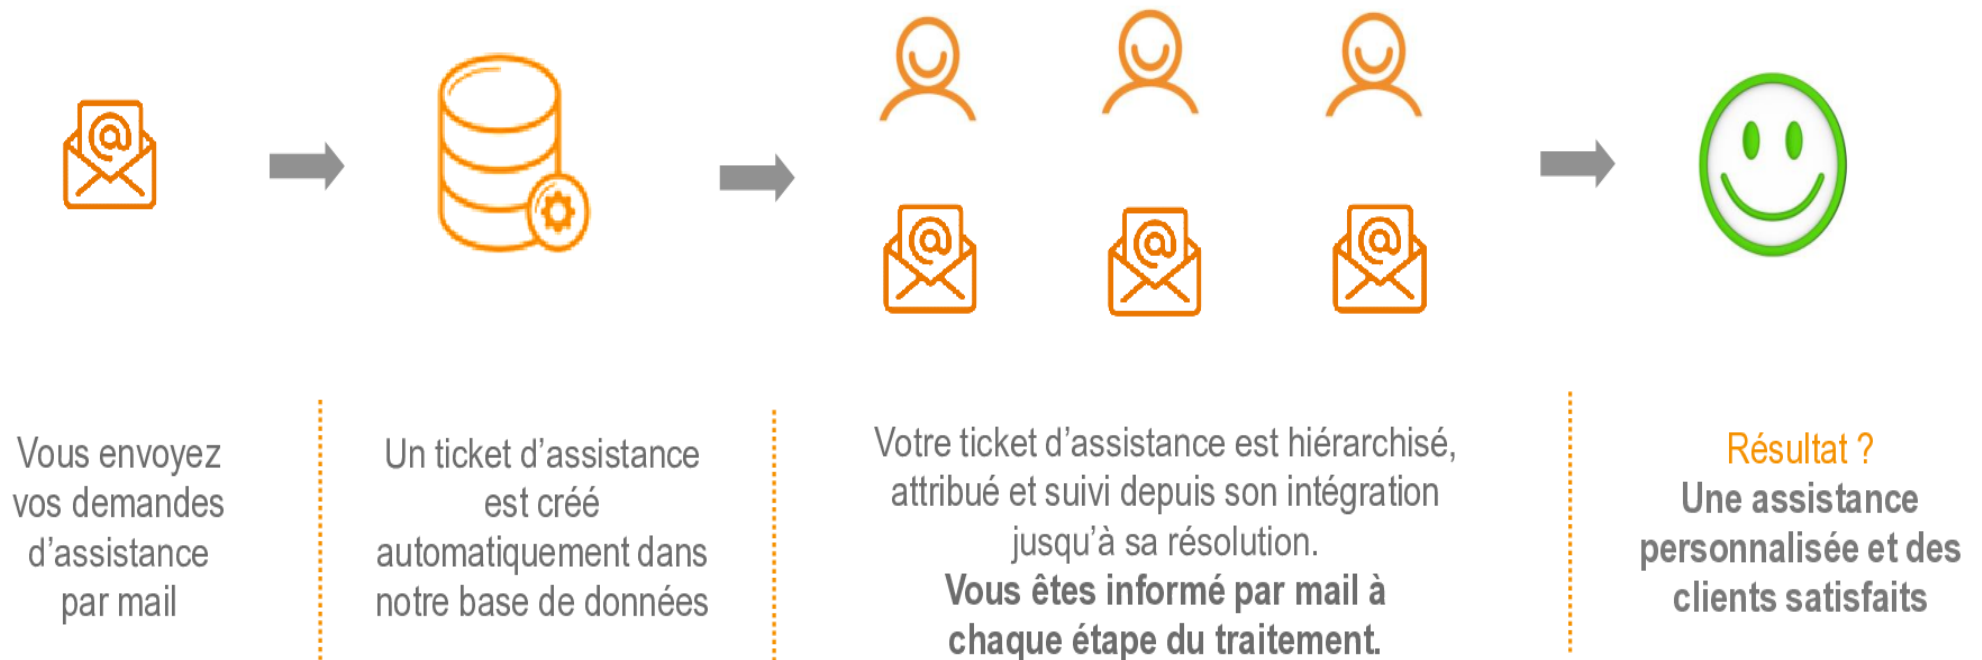 Vous envoyez
vos demandes
d’assistance
par mail
Un ticket d’assistance
est créé
automatiquement dans
notre base de données
Votre ticket d’assistance est hiérarchisé,
attribué et suivi depuis son intégration
jusqu’à sa résolution.
Vous êtes informé par mail à
chaque étape du traitement.
Résultat ?
Une assistance
personnalisée et des
clients satisfaits